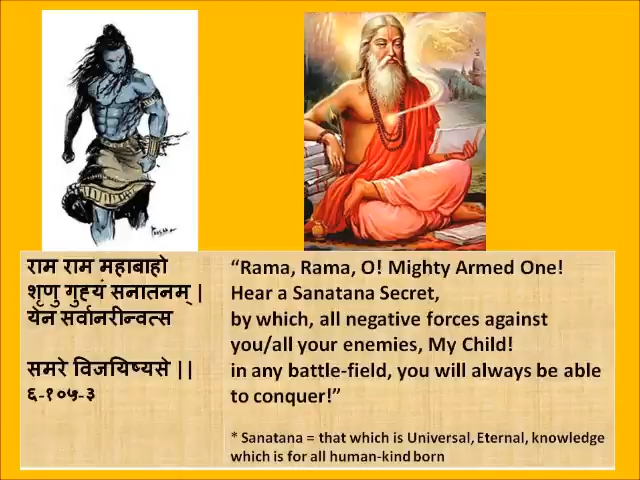 राम राम महाबाहो
शृणु गुह्यं सनातनम् |
येन सर्वानरीन्वत्स
समरे विजयिष्यसे ||
६-१०५-३
“Rama, Rama, O! Mighty Armed One!
Hear a Sanatana Secret,
by which, all negative forces against
you/all your enemies, My Child!
in any battle-field, you will always be able
to conquer!”
* Sanatana = that which is Universal, Eternal, knowledge
which is for all human-kind born